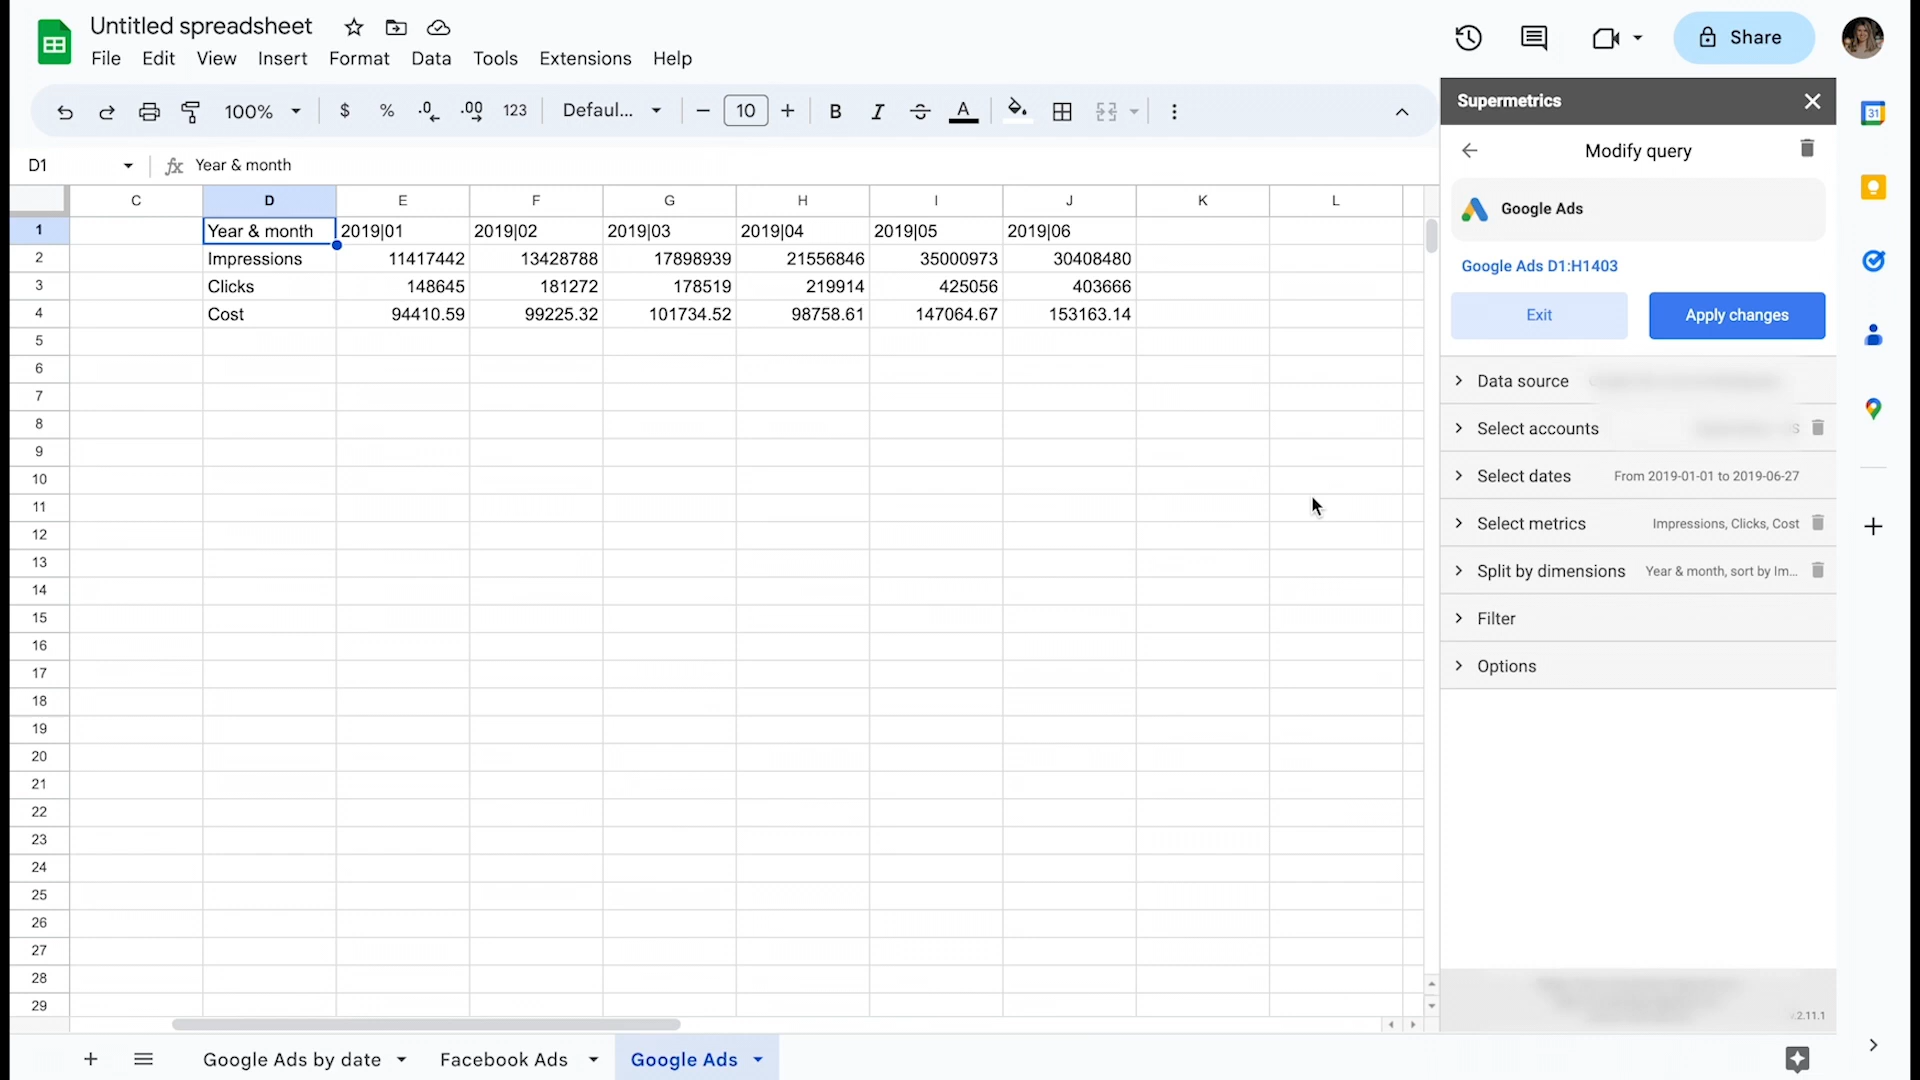 Untitled spreadsheet
File Edit View Insert Format Data Tools Extensions Help
Share
100% $ % .0 .00 123 Defaul... 10 B I A
D1 Year & month
C D E F G H I J K L
1 Year & month 2019|01 2019|02 2019|03 2019|04 2019|05 2019|06
2 Impressions 11417442 13428788 17898939 21556846 35000973 30408480
3 Clicks 148645 181272 178519 219914 425056 403666
4 Cost 94410.59 99225.32 101734.52 98758.61 147064.67 153163.14
5
6
7
8
9
10
11
12
13
14
15
16
17
18
19
20
21
22
23
24
25
26
27
28
29
Google Ads by date Facebook Ads Google Ads
Supermetrics
Modify query
Google Ads
Google Ads D1:H1403
Exit Apply changes
Data source
Select accounts
Select dates From 2019-01-01 to 2019-06-27
Select metrics Impressions, Clicks, Cost
Split by dimensions Year & month, sort by Im...
Filter
Options
v.2.11.1
31